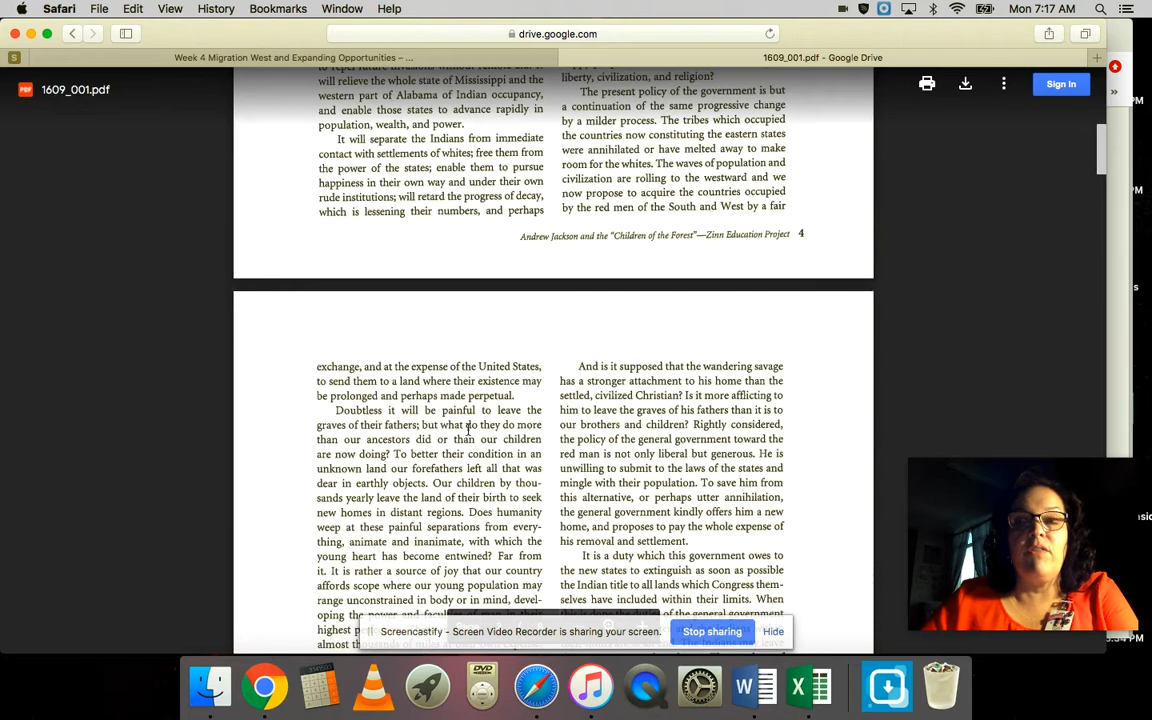 Safari File Edit View History Bookmarks Window Help
Mon 7:17 AM
drive.google.com
S
Week 4 Migration West and Expanding Opportunities – ...
1609_001.pdf - Google Drive
PDF 1609_001.pdf
Sign In
will relieve the whole state of Mississippi and the
western part of Alabama of Indian occupancy,
and enable those states to advance rapidly in
population, wealth, and power.
It will separate the Indians from immediate
contact with settlements of whites; free them from
the power of the states; enable them to pursue
happiness in their own way and under their own
rude institutions; will retard the progress of decay,
which is lessening their numbers, and perhaps
liberty, civilization, and religion?
The present policy of the government is but
a continuation of the same progressive change
by a milder process. The tribes which occupied
the countries now constituting the eastern states
were annihilated or have melted away to make
room for the whites. The waves of population and
civilization are rolling to the westward and we
now propose to acquire the countries occupied
by the red men of the South and West by a fair
Andrew Jackson and the “Children of the Forest”—Zinn Education Project 4
exchange, and at the expense of the United States,
to send them to a land where their existence may
be prolonged and perhaps made perpetual.
Doubtless it will be painful to leave the
graves of their fathers; but what do they do more
than our ancestors did or than our children
are now doing? To better their condition in an
unknown land our forefathers left all that was
dear in earthly objects. Our children by thou-
sands yearly leave the land of their birth to seek
new homes in distant regions. Does humanity
weep at these painful separations from every-
thing, animate and inanimate, with which the
young heart has become entwined? Far from
it. It is rather a source of joy that our country
affords scope where our young population may
range unconstrained in body or in mind, devel-
oping the power and
highest
almost
And is it supposed that the wandering savage
has a stronger attachment to his home than the
settled, civilized Christian? Is it more afflicting to
him to leave the graves of his fathers than it is to
our brothers and children? Rightly considered,
the policy of the general government toward the
red man is not only liberal but generous. He is
unwilling to submit to the laws of the states and
mingle with their population. To save him from
this alternative, or perhaps utter annihilation,
the general government kindly offers him a new
home, and proposes to pay the whole expense of
his removal and settlement.
It is a duty which this government owes to
the new states to extinguish as soon as possible
the Indian title to all lands which Congress them-
selves have included within their limits. When
of the general government
Screencastify - Screen Video Recorder is sharing your screen. Stop sharing Hide